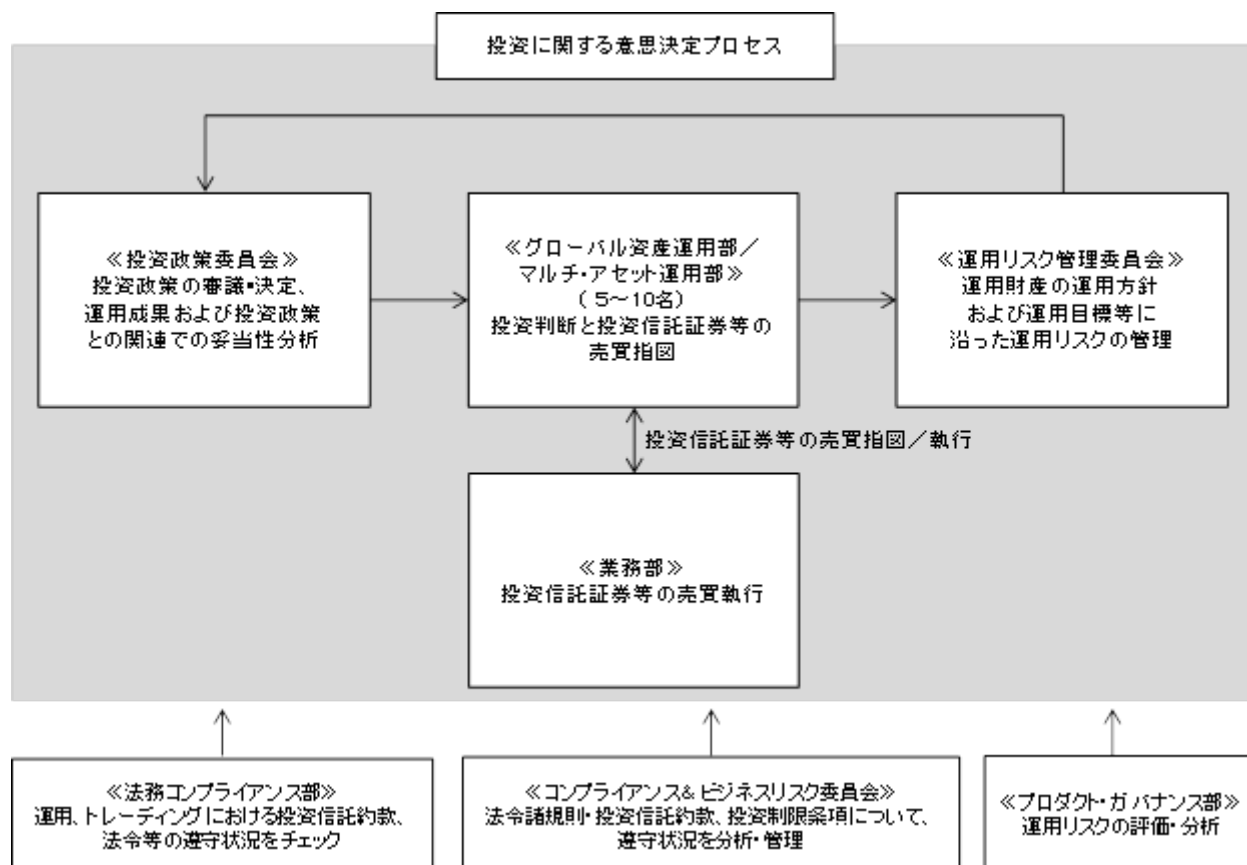 投資に関する意思決定プロセス
≪投資政策委員会≫
投資政策の審議・決定、
運用成果および投資政策
との関連での妥当性分析
≪グローバル資産運用部／
マルチ・アセット運用部≫
（5～10名）
投資判断と投資信託証券等の
売買指図
≪運用リスク管理委員会≫
運用財産の運用方針
および運用目標等に
沿った運用リスクの管理
投資信託証券等の売買指図／執行
≪業務部≫
投資信託証券等の売買執行
≪法務コンプライアンス部≫
運用、トレーディングにおける投資信託約款、
法令等の遵守状況をチェック
≪コンプライアンス&ビジネスリスク委員会≫
法令諸規則・投資信託約款、投資制限条項について、
遵守状況を分析・管理
≪プロダクト・ガバナンス部≫
運用リスクの評価・分析